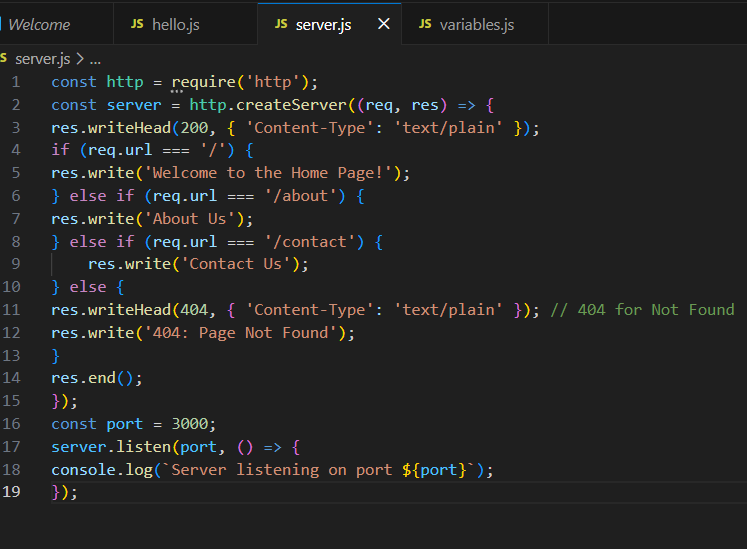 Welcome JS hello.js JS server.js × JS variables.js
S server.js > ...
1 const http = require('http');
2 const server = http.createServer((req, res) => {
3 res.writeHead(200, { 'Content-Type': 'text/plain' });
4 if (req.url === '/') {
5 res.write('Welcome to the Home Page!');
6 } else if (req.url === '/about') {
7 res.write('About Us');
8 } else if (req.url === '/contact') {
9     res.write('Contact Us');
10 } else {
11 res.writeHead(404, { 'Content-Type': 'text/plain' }); // 404 for Not Found
12 res.write('404: Page Not Found');
13 }
14 res.end();
15 });
16 const port = 3000;
17 server.listen(port, () => {
18 console.log(`Server listening on port ${port}`);
19 });